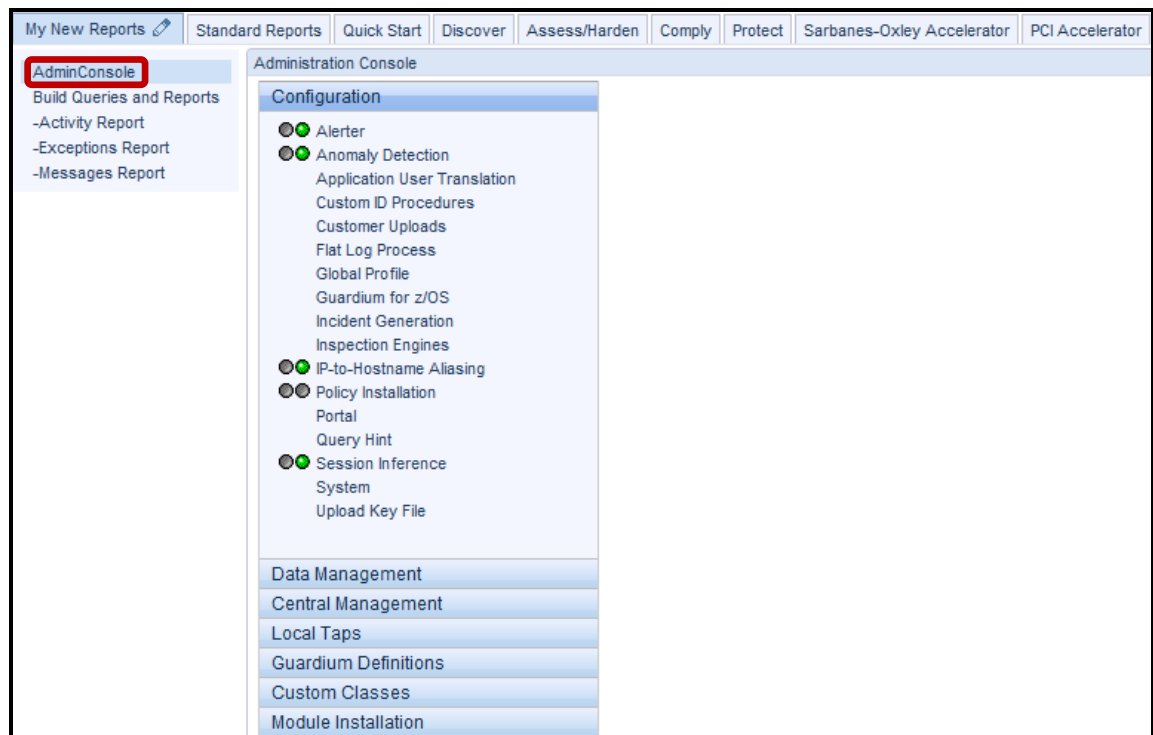 My New Reports Standard Reports Quick Start Discover Assess/Harden Comply Protect Sarbanes-Oxley Accelerator PCI Accelerator
AdminConsole
Build Queries and Reports
-Activity Report
-Exceptions Report
-Messages Report
Administration Console
Configuration
Alerter
Anomaly Detection
Application User Translation
Custom ID Procedures
Customer Uploads
Flat Log Process
Global Profile
Guardium for z/OS
Incident Generation
Inspection Engines
IP-to-Hostname Aliasing
Policy Installation
Portal
Query Hint
Session Inference
System
Upload Key File
Data Management
Central Management
Local Taps
Guardium Definitions
Custom Classes
Module Installation